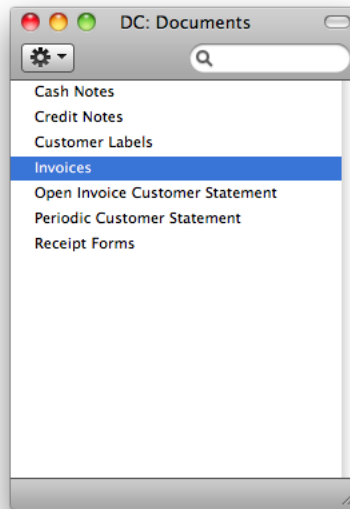 DC: Documents
Cash Notes
Credit Notes
Customer Labels
Invoices
Open Invoice Customer Statement
Periodic Customer Statement
Receipt Forms